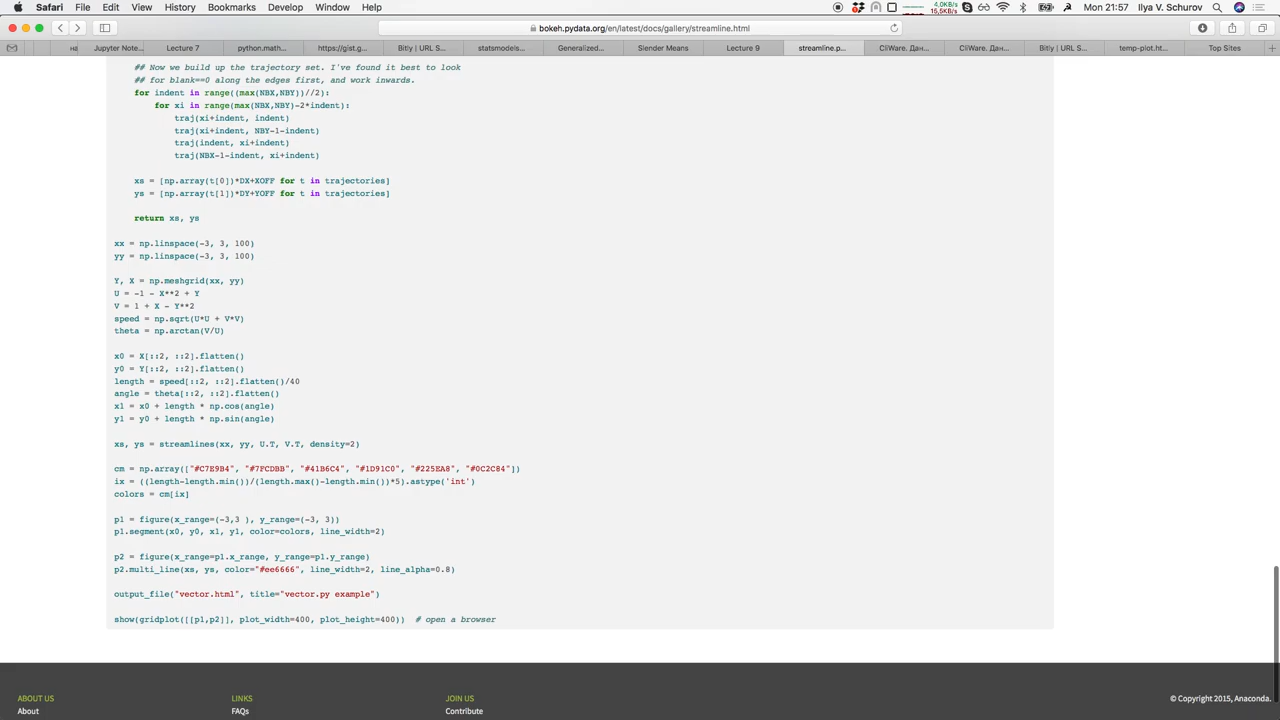 Safari File Edit View History Bookmarks Develop Window Help 4,0KB/s 15,5KB/s Mon 21:57 Ilya V. Schurov
bokeh.pydata.org/en/latest/docs/gallery/streamline.html
на Jupyter Note... Lecture 7 python.math... https://gist.g... Bitly | URL S... statsmodels... Generalized... Slender Means Lecture 9 streamline.p... CliWare. Дан... CliWare. Дан... Bitly | URL S... temp-plot.ht... Top Sites
## Now we build up the trajectory set. I've found it best to look
## for blank==0 along the edges first, and work inwards.
for indent in range((max(NBX,NBY))//2):
for xi in range(max(NBX,NBY)-2*indent):
traj(xi+indent, indent)
traj(xi+indent, NBY-1-indent)
traj(indent, xi+indent)
traj(NBX-1-indent, xi+indent)
xs = [np.array(t[0])*DX+XOFF for t in trajectories]
ys = [np.array(t[1])*DY+YOFF for t in trajectories]
return xs, ys
xx = np.linspace(-3, 3, 100)
yy = np.linspace(-3, 3, 100)
Y, X = np.meshgrid(xx, yy)
U = -1 - X**2 + Y
V = 1 + X - Y**2
speed = np.sqrt(U*U + V*V)
theta = np.arctan(V/U)
x0 = X[::2, ::2].flatten()
y0 = Y[::2, ::2].flatten()
length = speed[::2, ::2].flatten()/40
angle = theta[::2, ::2].flatten()
x1 = x0 + length * np.cos(angle)
y1 = y0 + length * np.sin(angle)
xs, ys = streamlines(xx, yy, U.T, V.T, density=2)
cm = np.array(["#C7E9B4", "#7FCDBB", "#41B6C4", "#1D91C0", "#225EA8", "#0C2C84"])
ix = ((length-length.min())/(length.max()-length.min())*5).astype('int')
colors = cm[ix]
p1 = figure(x_range=(-3,3 ), y_range=(-3, 3))
p1.segment(x0, y0, x1, y1, color=colors, line_width=2)
p2 = figure(x_range=p1.x_range, y_range=p1.y_range)
p2.multi_line(xs, ys, color="#ee6666", line_width=2, line_alpha=0.8)
output_file("vector.html", title="vector.py example")
show(gridplot([[p1,p2]], plot_width=400, plot_height=400))  # open a browser
ABOUT US LINKS JOIN US © Copyright 2015, Anaconda.
About FAQs Contribute